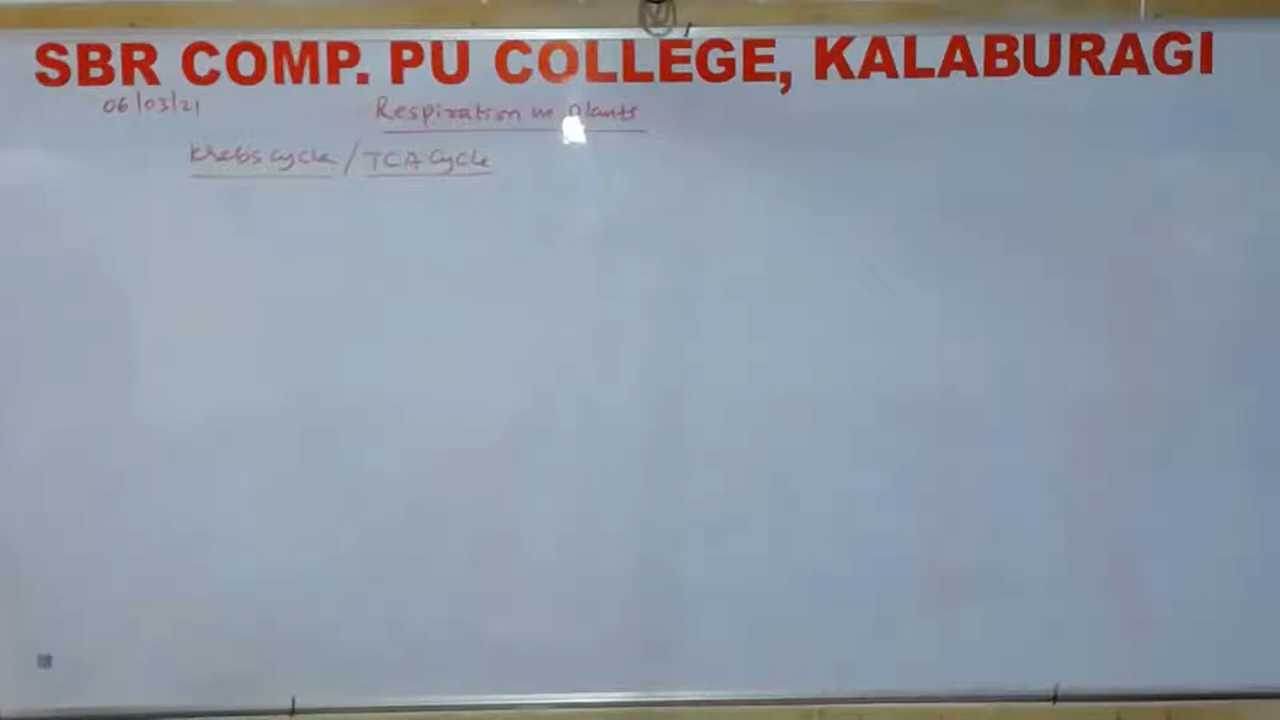 SBR COMP. PU COLLEGE, KALABURAGI
06/03/21
Respiration in Plants
Krebs cycle / TCA Cycle